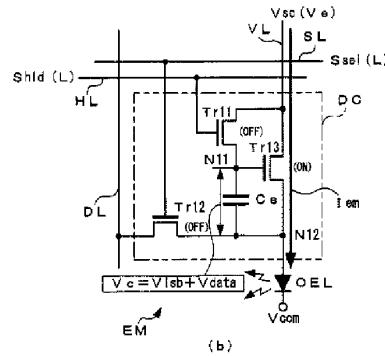 Vsc(Ve)
VL
SL
Ssel(L)
Shld(L)
HL
DC
Tr11
(OFF)
Tr13
N11
(ON)
Cs
Iem
DL
Tr12
(OFF)
N12
Vc=Vlsb+Vdata
OEL
EM
Vcom
(b)